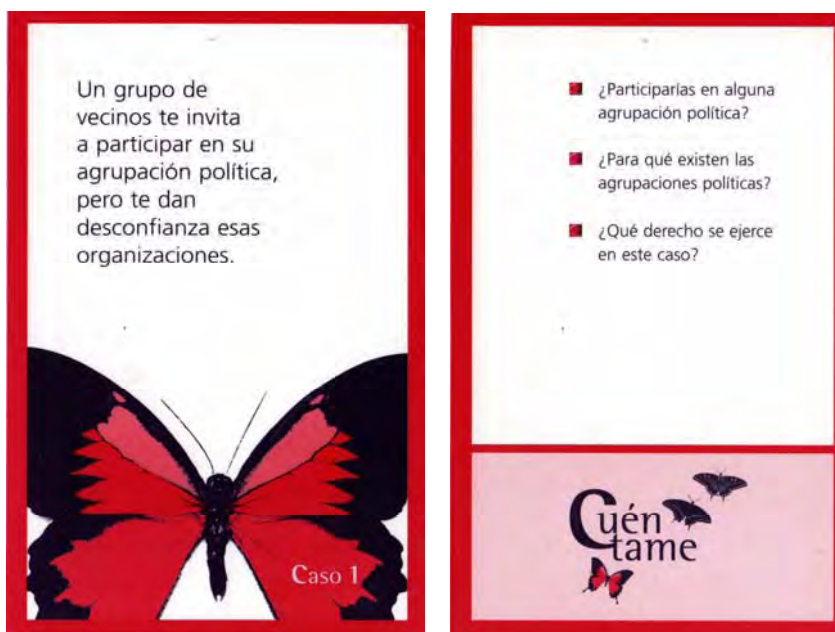 Un grupo de
vecinos te invita
a participar en su
agrupación política,
pero te dan
desconfianza esas
organizaciones.
Caso 1
¿Participarías en alguna
agrupación política?
¿Para qué existen las
agrupaciones políticas?
¿Qué derecho se ejerce
en este caso?
Cuén
tame